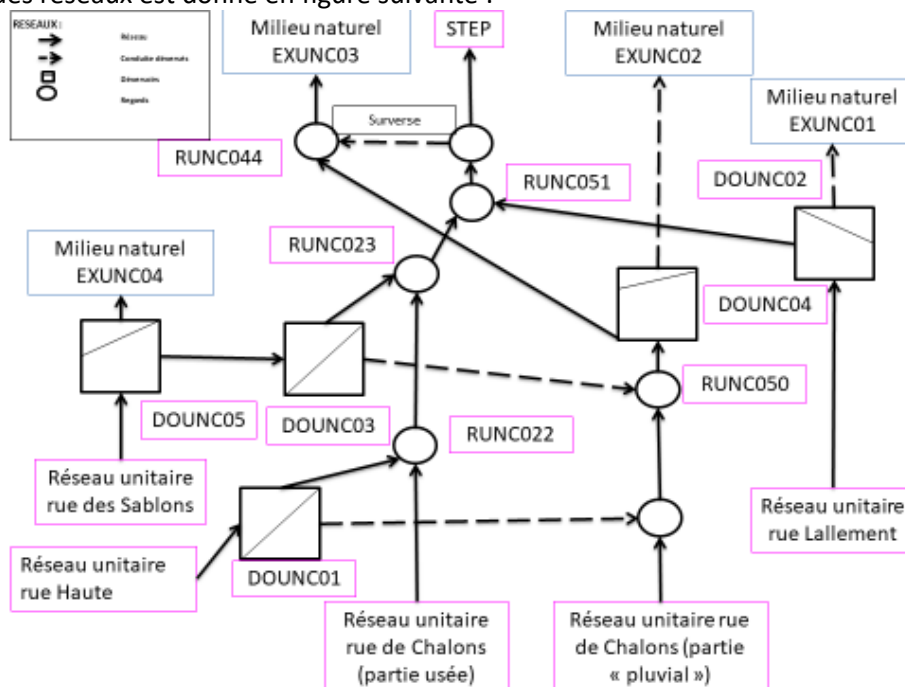 des réseaux est donné en figure suivante :
RESEAUX :
Réseau
Conduite déversuts
Déversoirs
Regards
Milieu naturel
EXUNC03
STEP
Milieu naturel
EXUNC02
Milieu naturel
EXUNC01
Surverse
RUNC044
RUNC051
DOUNC02
RUNC023
Milieu naturel
EXUNC04
DOUNC04
RUNC050
DOUNC05
DOUNC03
RUNC022
Réseau unitaire
rue des Sablons
Réseau unitaire
rue Lallement
Réseau unitaire
rue Haute
DOUNC01
Réseau unitaire
rue de Chalons
(partie usée)
Réseau unitaire rue
de Chalons (partie
« pluvial »)